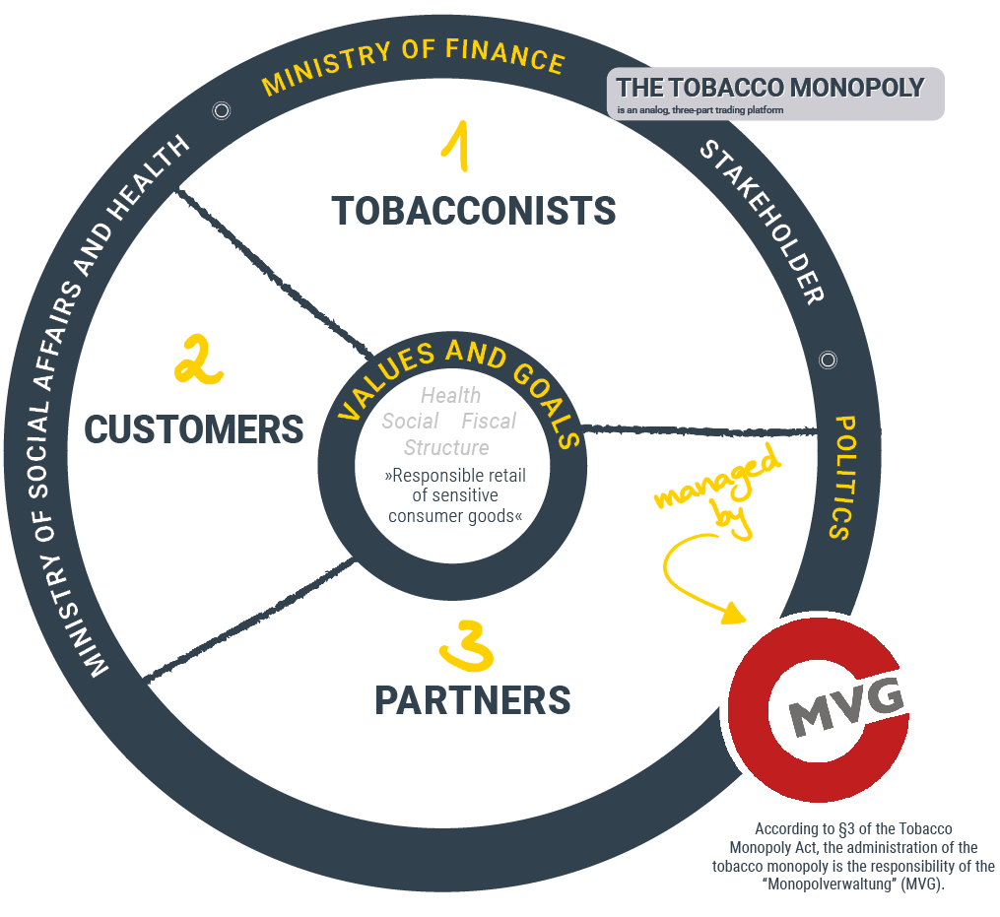 MINISTRY OF FINANCE
THE TOBACCO MONOPOLY
is an analog, three-part trading platform
STAKEHOLDER
POLITICS
MINISTRY OF SOCIAL AFFAIRS AND HEALTH
1
TOBACCONISTS
2
CUSTOMERS
VALUES AND GOALS
Health
Social Fiscal
Structure
»Responsible retail
of sensitive
consumer goods«
managed
by
3
PARTNERS
MVG
According to §3 of the Tobacco
Monopoly Act, the administration of the
tobacco monopoly is the responsibility of the
“Monopolverwaltung” (MVG).